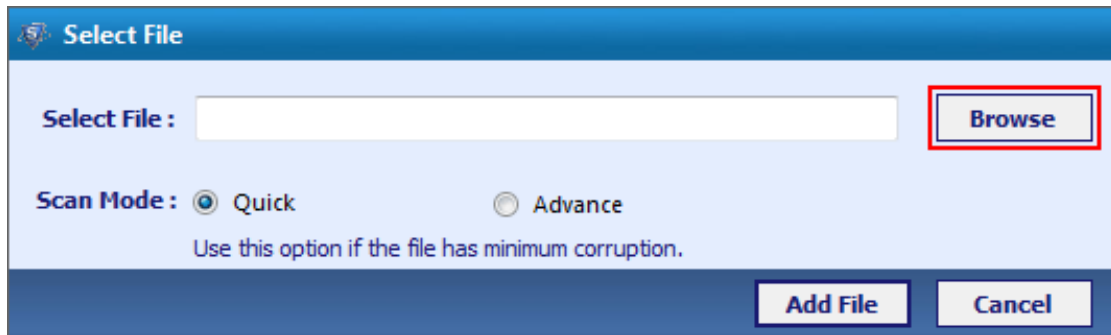 Select File
Select File : Browse
Scan Mode : Quick Advance
Use this option if the file has minimum corruption.
Add File Cancel